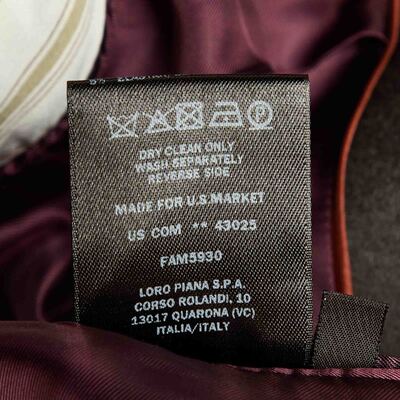 DRY CLEAN ONLY
WASH SEPARATELY
REVERSE SIDE
MADE FOR U.S. MARKET
US COM ** 43025
FAM5930
LORO PIANA S.P.A.
CORSO ROLANDI, 10
13017 QUARONA (VC)
ITALIA/ITALY